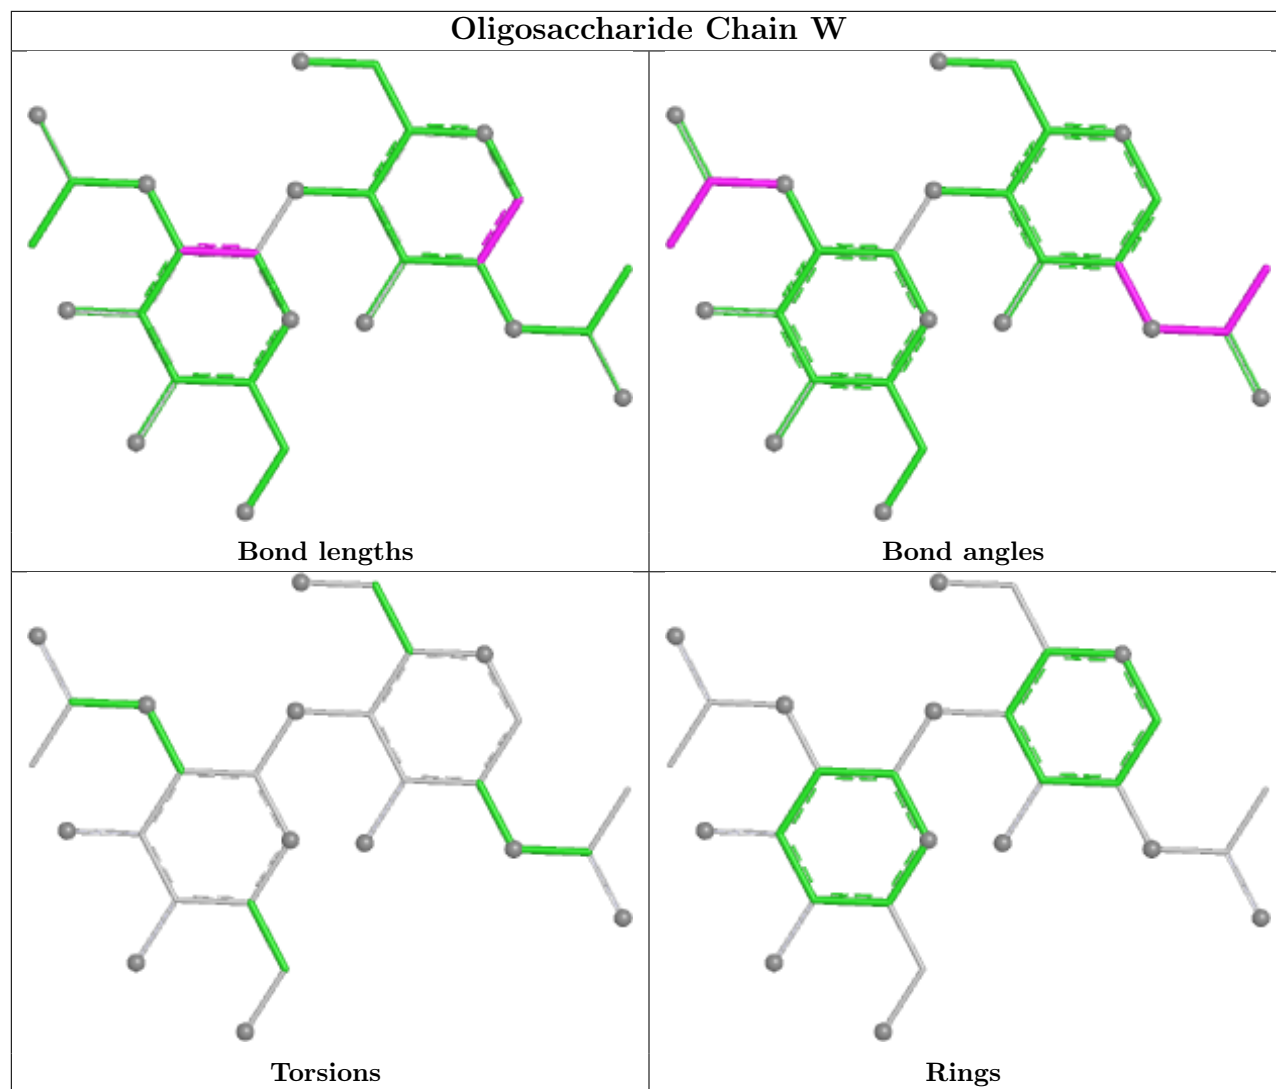 Oligosaccharide Chain W
Bond lengths
Bond angles
Torsions
Rings